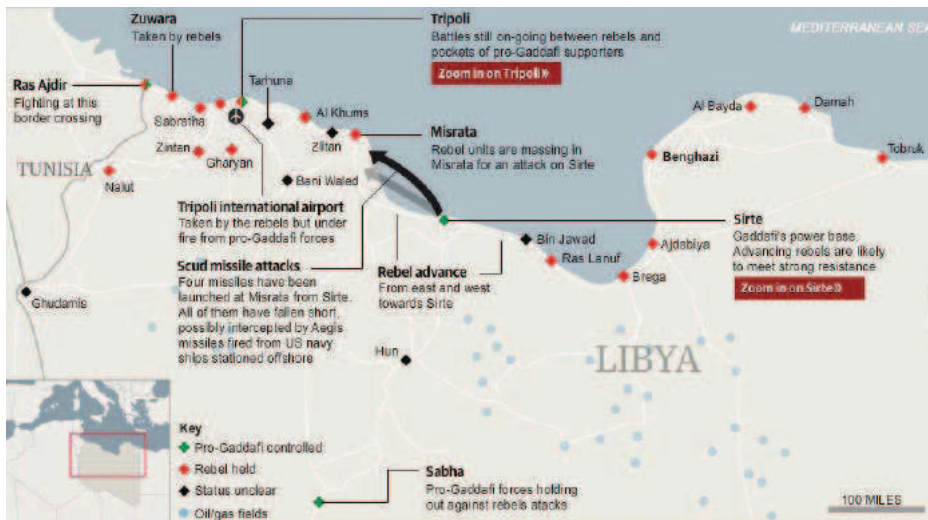 Zuwara
Taken by rebels
Tripoli
Battles still on-going between rebels and
pockets of pro-Gaddafi supporters
Zoom in on Tripoli»
MEDITERRANEAN SEA
Ras Ajdir
Fighting at this
border crossing
Tarhuna
Sabratha
Al Khums
Zlitan
Misrata
Rebel units are massing in
Misrata for an attack on Sirte
Al Bayda
Darnah
Tobruk
Benghazi
Zintan
Gharyan
TUNISIA
Nalut
Bani Waled
Tripoli international airport
Taken by the rebels but under
fire from pro-Gaddafi forces
Sirte
Gaddafi's power base.
Advancing rebels are likely
to meet strong resistance
Zoom in on Sirte»
Bin Jawad
Ras Lanuf
Ajdabiya
Brega
Scud missile attacks
Four missiles have been
launched at Misrata from Sirte.
All of them have fallen short,
possibly intercepted by Aegis
missiles fired from US navy
ships stationed offshore
Rebel advance
From east and west
towards Sirte
Ghudamis
Hun
LIBYA
Key
Pro-Gaddafi controlled
Rebel held
Status unclear
Oil/gas fields
Sabha
Pro-Gaddafi forces holding
out against rebels attacks
100 MILES